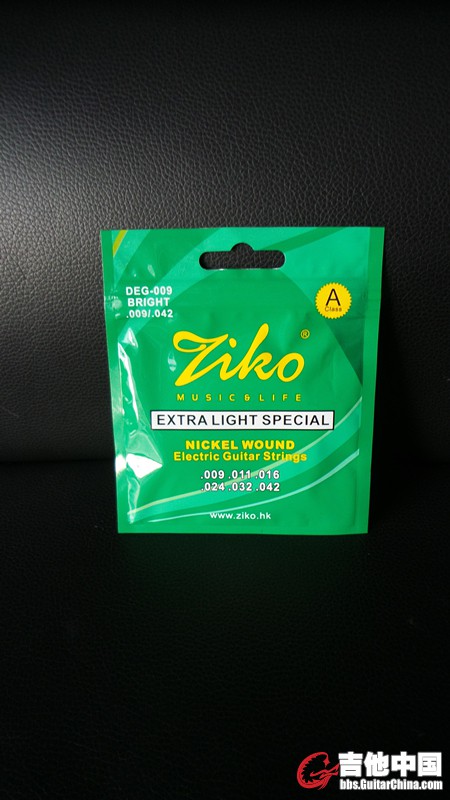 DEG-009
BRIGHT
.009/.042
A
Class
Ziko®
MUSIC & LIFE
EXTRA LIGHT SPECIAL
NICKEL WOUND
Electric Guitar Strings
.009 .011 .016
.024 .032 .042
www.ziko.hk
吉他中国
bbs.GuitarChina.com